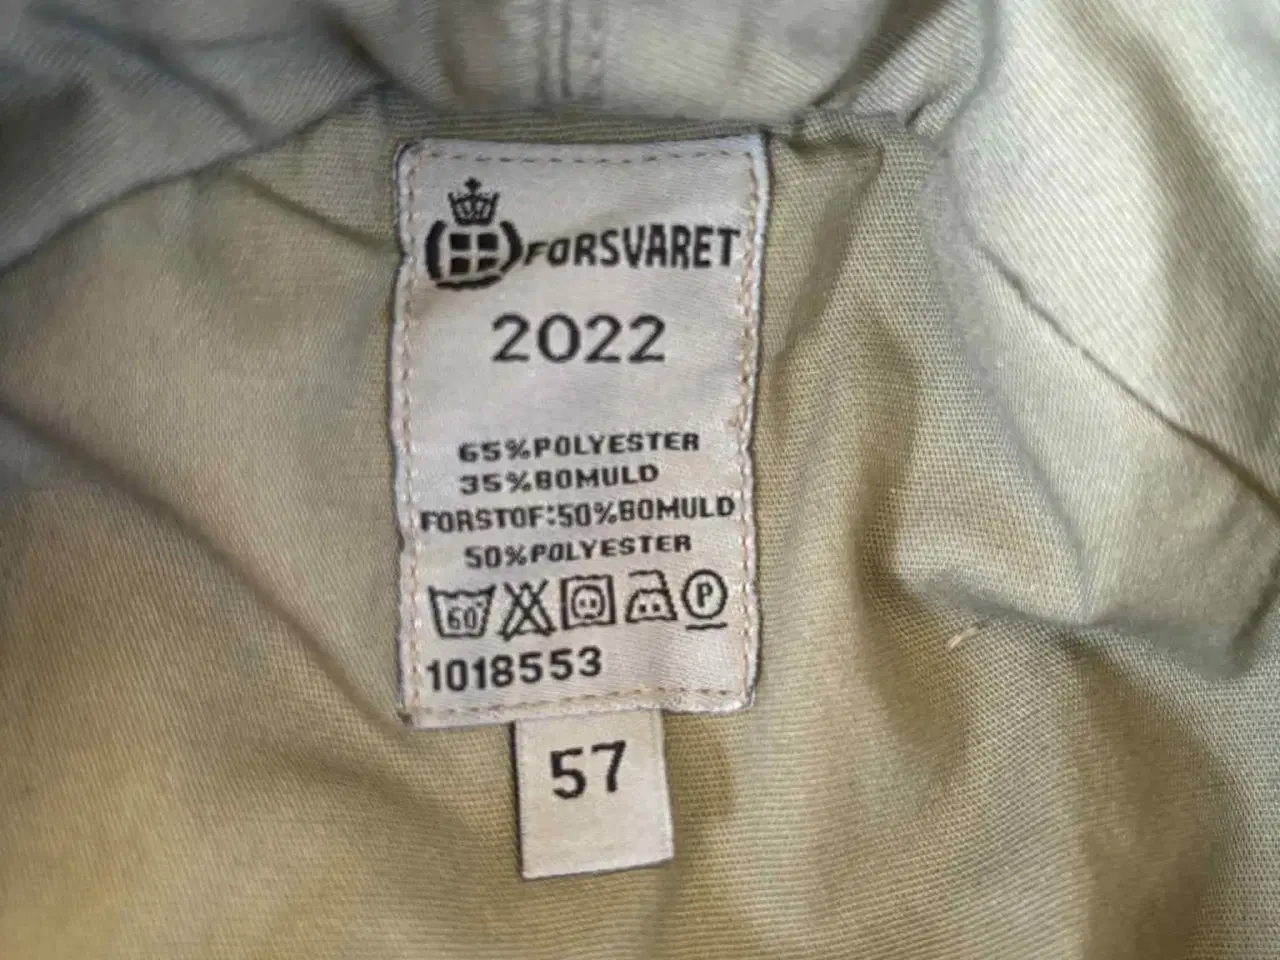 FORSVARET
2022
65%POLYESTER
35%BOMULD
FORSTOF:50%BOMULD
50%POLYESTER
60 P
1018553
57